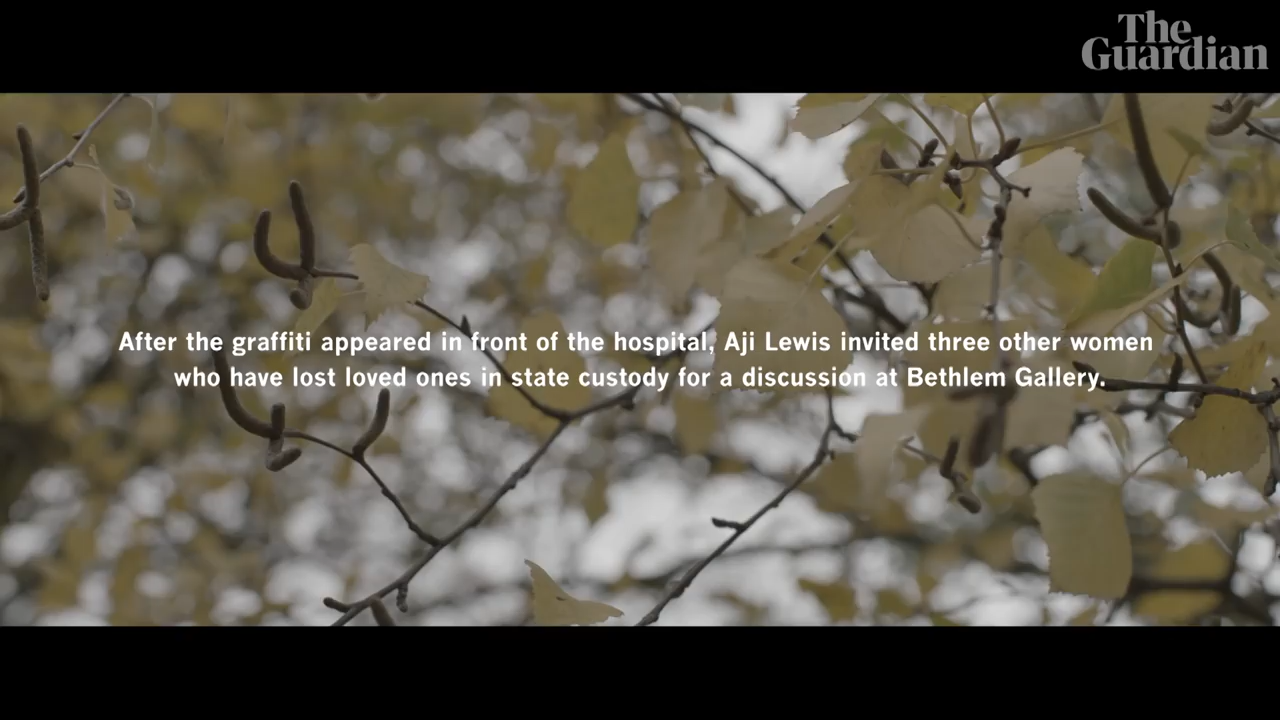 The
Guardian
After the graffiti appeared in front of the hospital, Aji Lewis invited three other women
who have lost loved ones in state custody for a discussion at Bethlem Gallery.